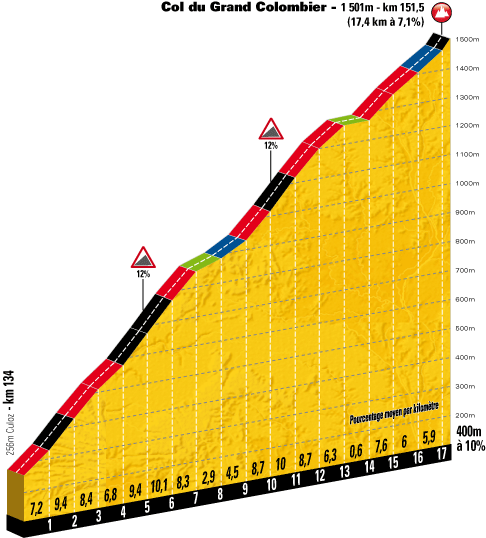 Col du Grand Colombier - 1 501m - km 151,5
(17,4 km à 7,1%)
1500m
1400m
1300m
1200m
1100m
1000m
900m
800m
700m
600m
500m
400m
300m
200m
12%
12%
256m Culoz - km 134
Pourcentage moyen par kilomètre
400m
à 10%
7,2 9,4 8,4 6,8 9,4 10,1 8,3 2,9 4,5 8,7 10 8,7 6,3 0,6 7,6 6 5,9
1 2 3 4 5 6 7 8 9 10 11 12 13 14 15 16 17